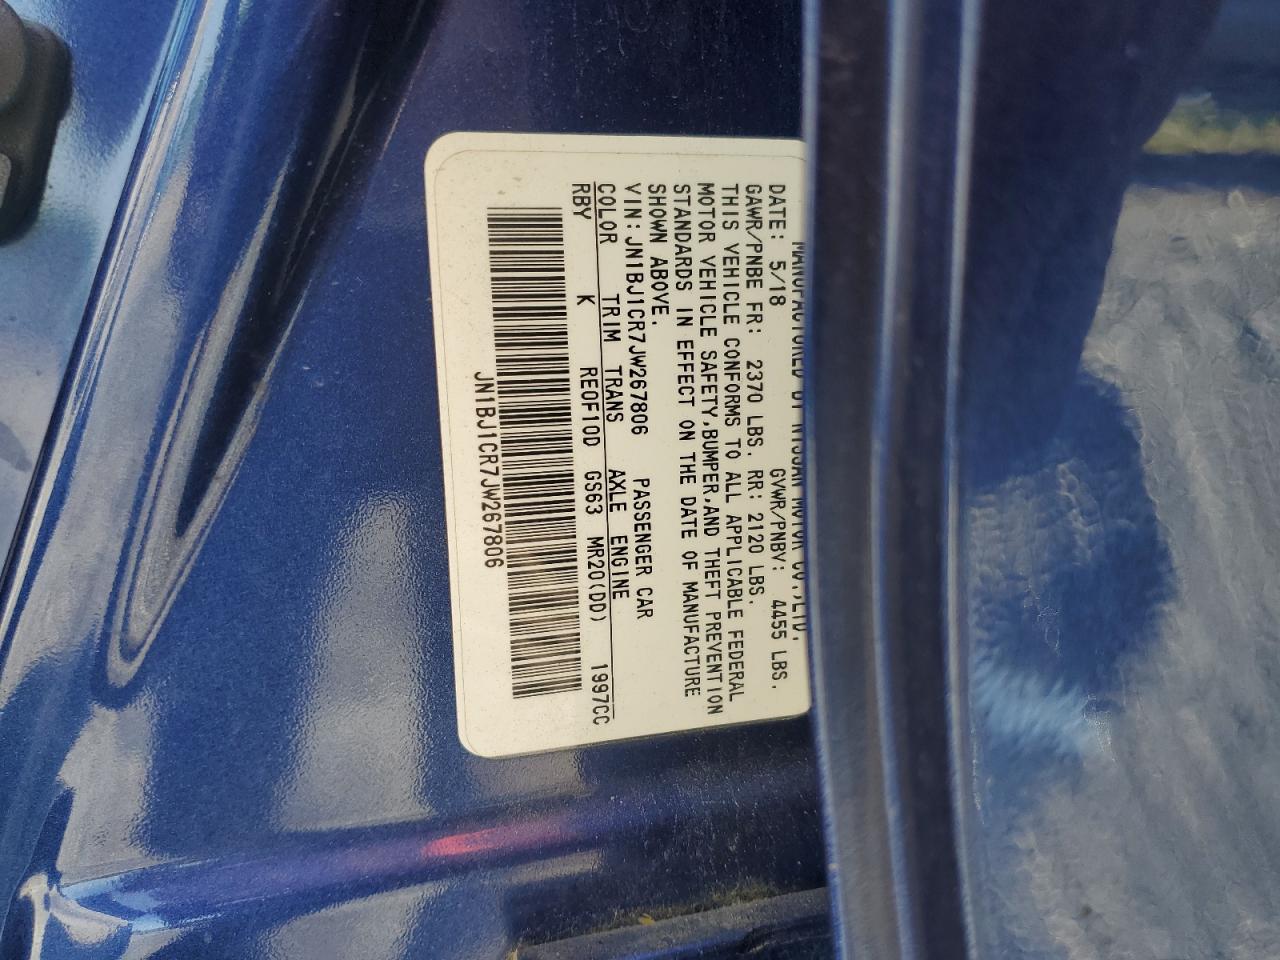 MANUFACTURED BY NISSAN MOTOR CO.,LTD.
DATE: 5/18 GVWR/PNBV: 4455 LBS.
GAWR/PNBE FR: 2370 LBS. RR: 2120 LBS.
THIS VEHICLE CONFORMS TO ALL APPLICABLE FEDERAL
MOTOR VEHICLE SAFETY,BUMPER,AND THEFT PREVENTION
STANDARDS IN EFFECT ON THE DATE OF MANUFACTURE
SHOWN ABOVE.
VIN:JN1BJ1CR7JW267806 PASSENGER CAR
COLOR TRIM TRANS AXLE ENGINE
RBY K RE0F10D GS63 MR20(DD) 1997CC
JN1BJ1CR7JW267806